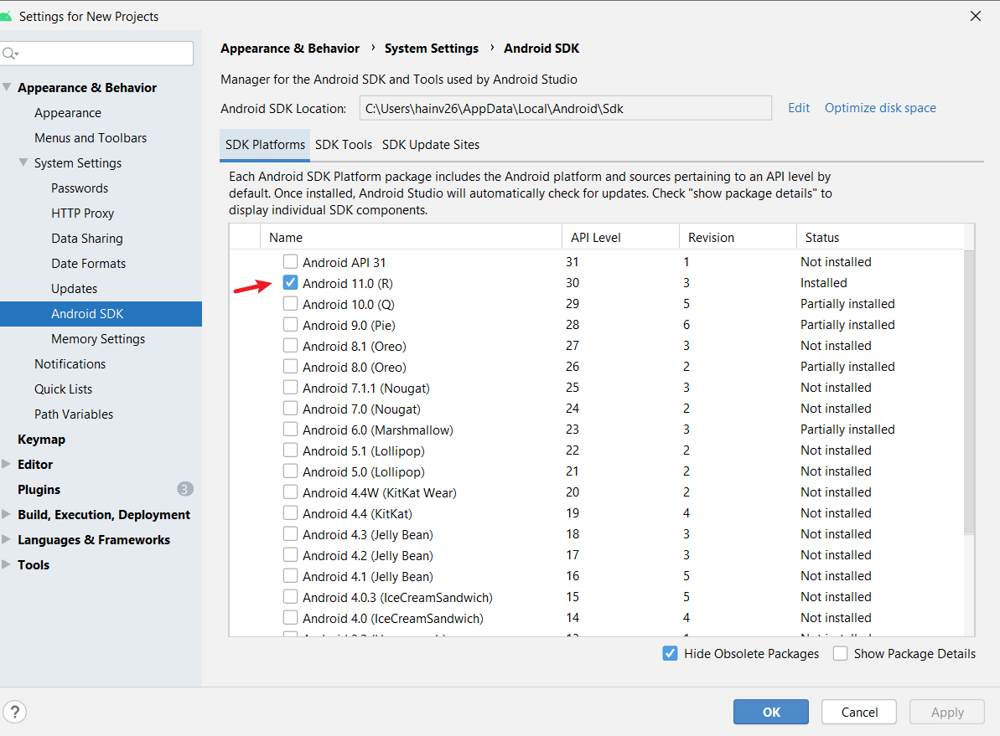 Settings for New Projects
Appearance & Behavior
Appearance
Menus and Toolbars
System Settings
Passwords
HTTP Proxy
Data Sharing
Date Formats
Updates
Android SDK
Memory Settings
Notifications
Quick Lists
Path Variables
Keymap
Editor
Plugins 3
Build, Execution, Deployment
Languages & Frameworks
Tools
Appearance & Behavior › System Settings › Android SDK
Manager for the Android SDK and Tools used by Android Studio
Android SDK Location: C:\Users\hainv26\AppData\Local\Android\Sdk Edit Optimize disk space
SDK Platforms SDK Tools SDK Update Sites
Each Android SDK Platform package includes the Android platform and sources pertaining to an API level by
default. Once installed, Android Studio will automatically check for updates. Check "show package details" to
display individual SDK components.
Name API Level Revision Status
Android API 31 31 1 Not installed
Android 11.0 (R) 30 3 Installed
Android 10.0 (Q) 29 5 Partially installed
Android 9.0 (Pie) 28 6 Partially installed
Android 8.1 (Oreo) 27 3 Not installed
Android 8.0 (Oreo) 26 2 Partially installed
Android 7.1.1 (Nougat) 25 3 Not installed
Android 7.0 (Nougat) 24 2 Not installed
Android 6.0 (Marshmallow) 23 3 Partially installed
Android 5.1 (Lollipop) 22 2 Not installed
Android 5.0 (Lollipop) 21 2 Not installed
Android 4.4W (KitKat Wear) 20 2 Not installed
Android 4.4 (KitKat) 19 4 Not installed
Android 4.3 (Jelly Bean) 18 3 Not installed
Android 4.2 (Jelly Bean) 17 3 Not installed
Android 4.1 (Jelly Bean) 16 5 Not installed
Android 4.0.3 (IceCreamSandwich) 15 5 Not installed
Android 4.0 (IceCreamSandwich) 14 4 Not installed
Hide Obsolete Packages Show Package Details
? OK Cancel Apply